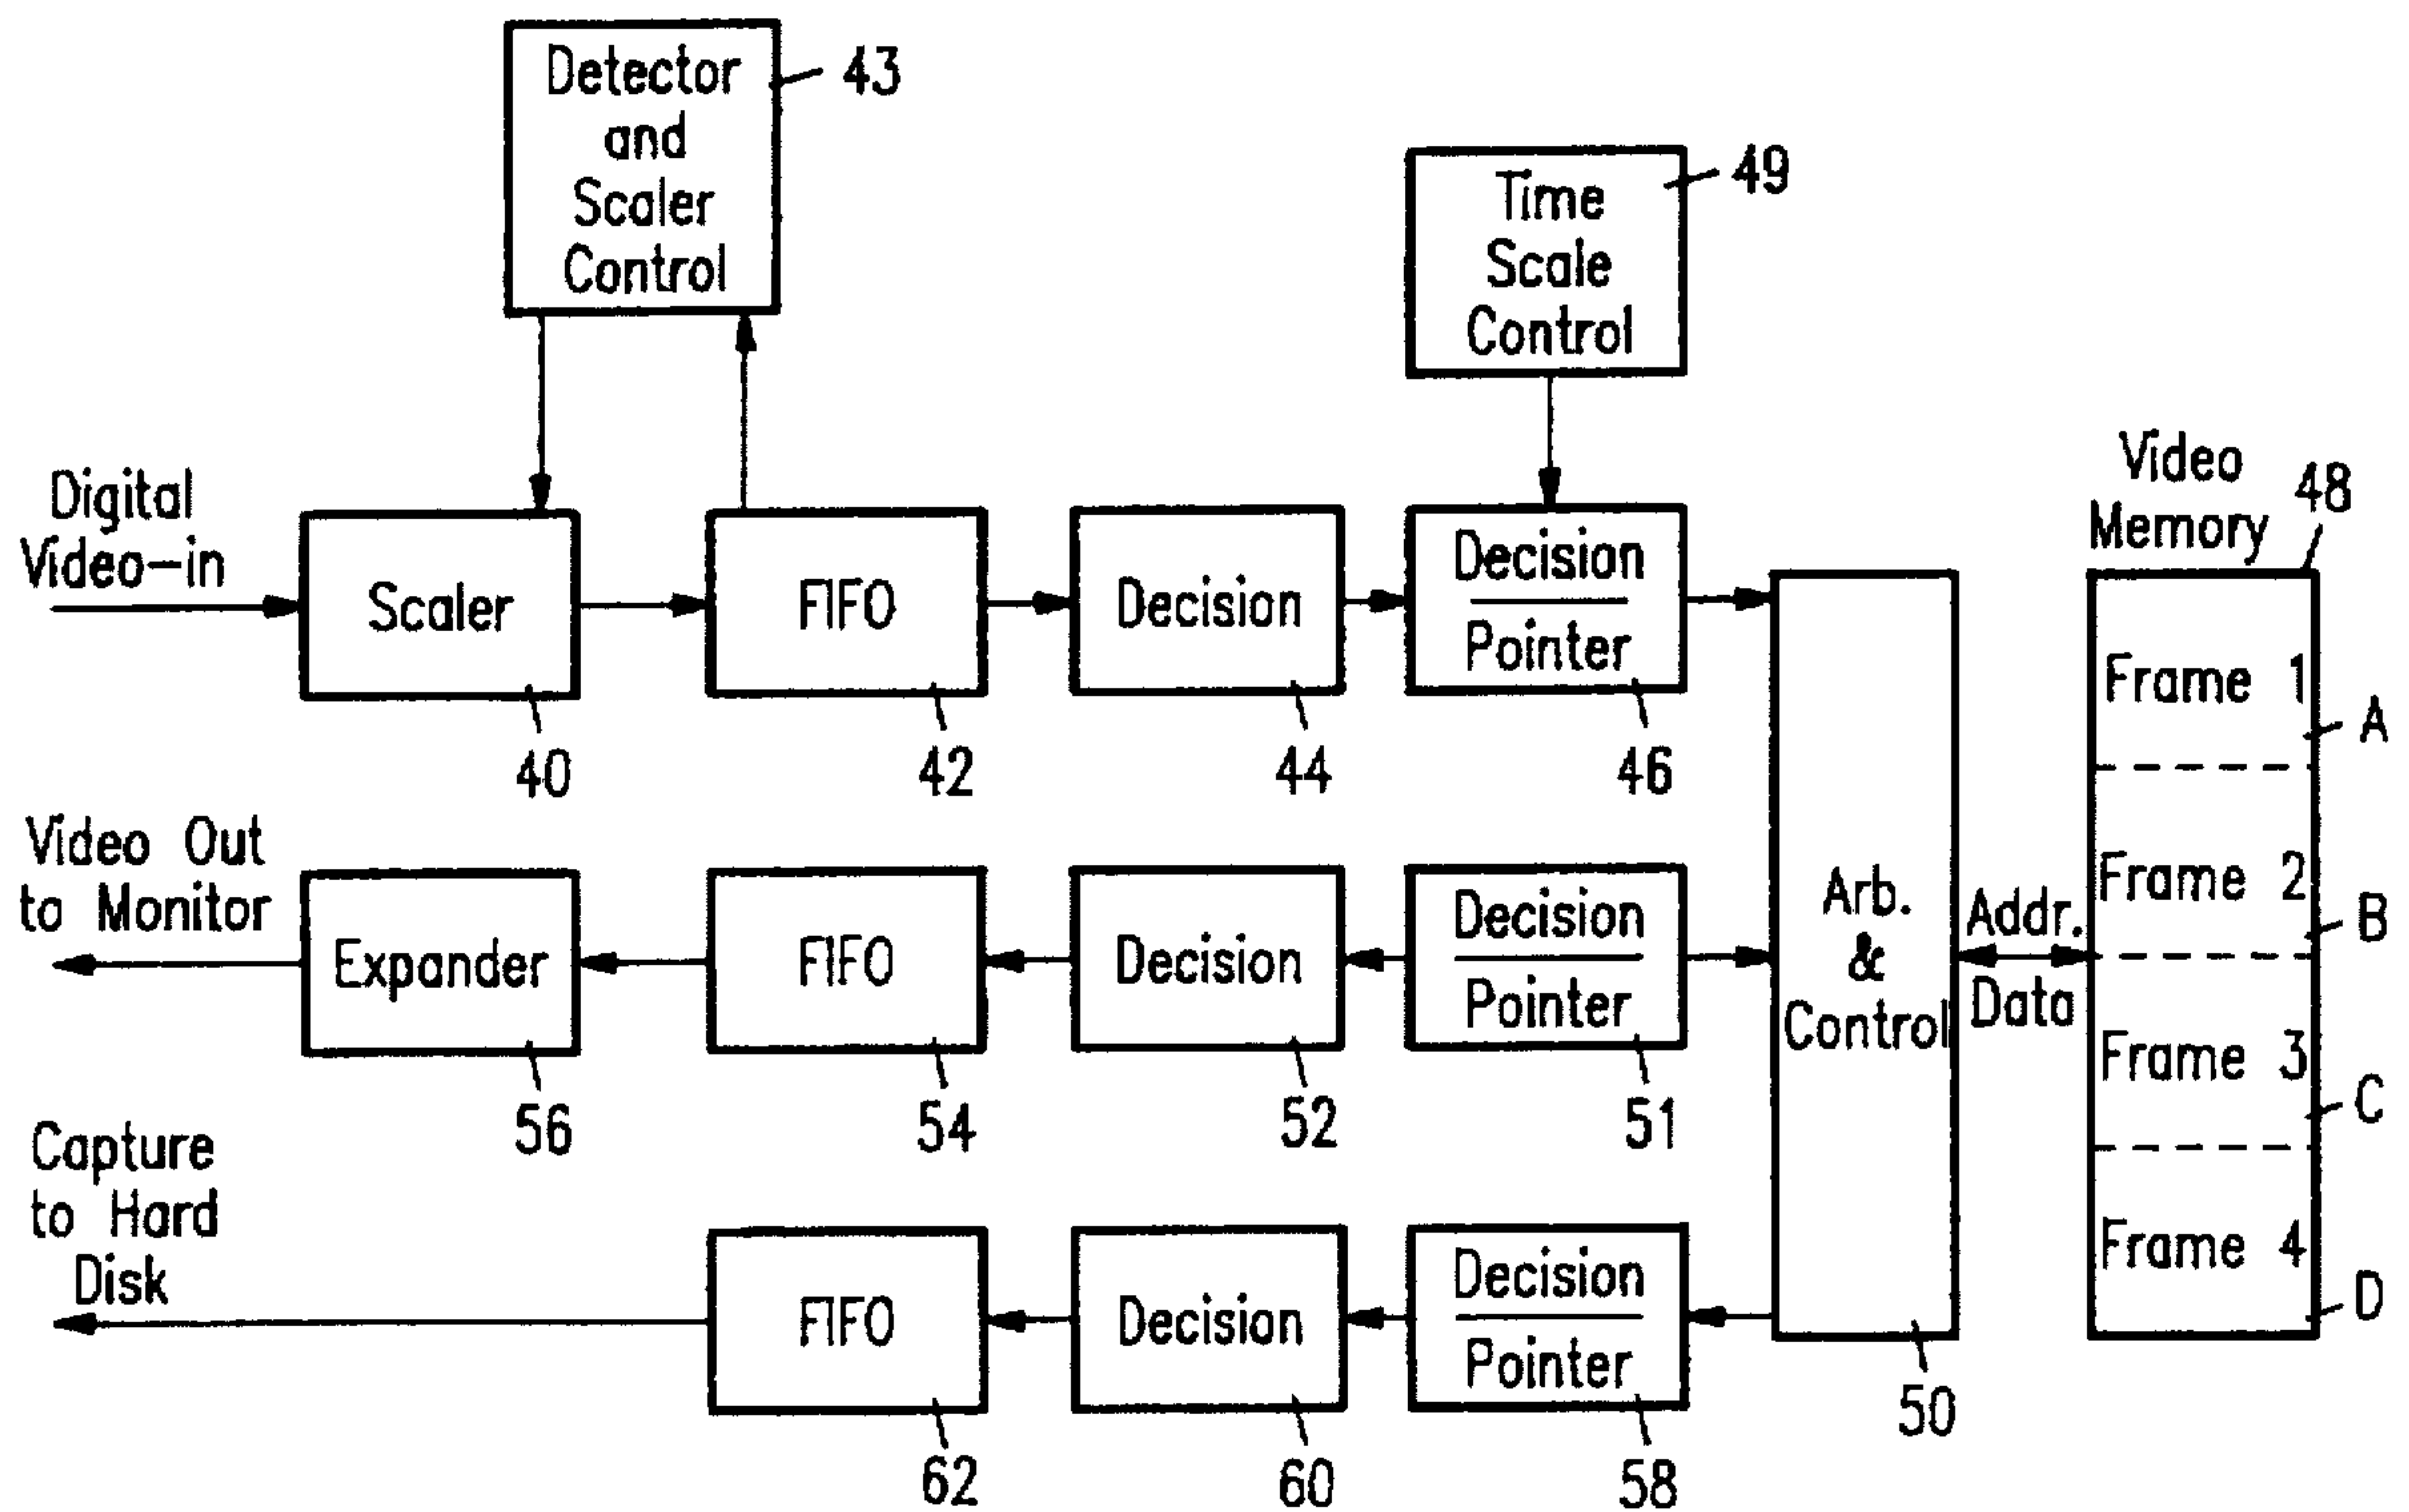 Detector
and
Scaler
Control
43
Time
Scale
Control
49
Video
Memory
48
Digital
Video-in
Scaler
40
FIFO
42
Decision
44
Decision
Pointer
46
Video Out
to Monitor
Expander
56
FIFO
54
Decision
52
Decision
Pointer
51
Capture
to Hard
Disk
FIFO
62
Decision
60
Decision
Pointer
58
Arb.
&
Control
50
Addr.
Data
Frame 1
A
Frame 2
B
Frame 3
C
Frame 4
D